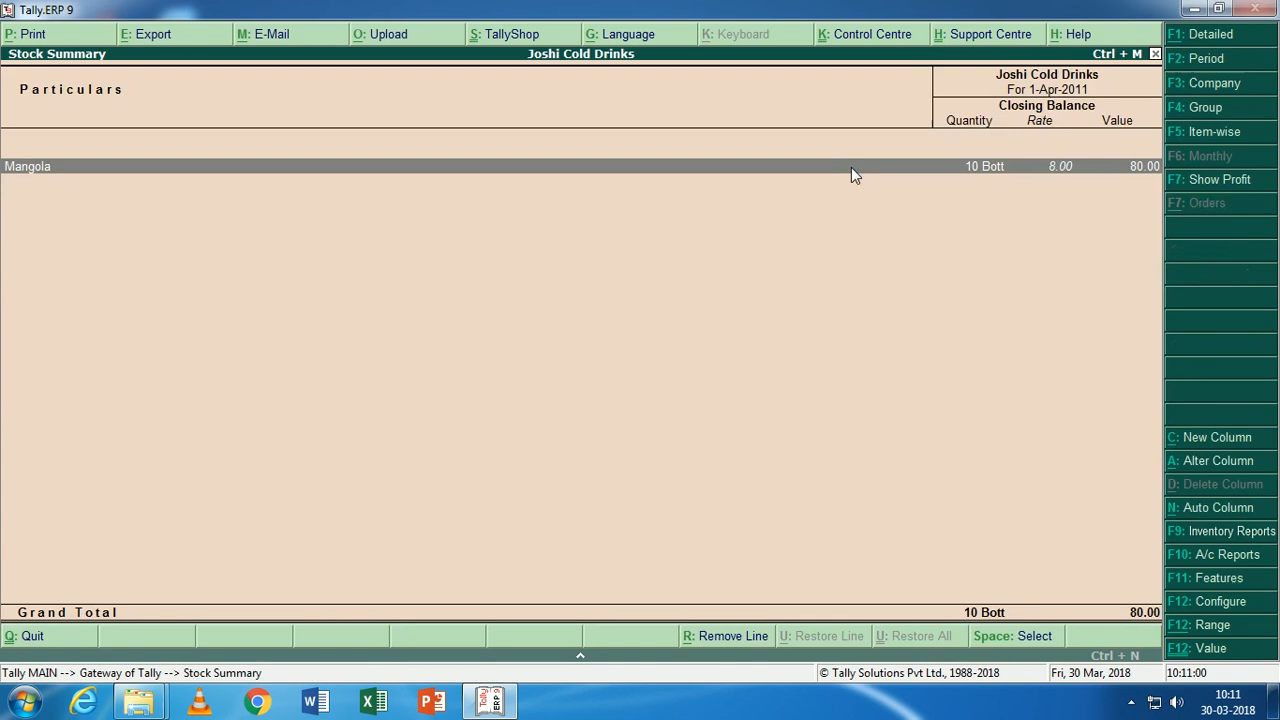 Tally.ERP 9
P: Print E: Export M: E-Mail O: Upload S: TallyShop G: Language K: Keyboard K: Control Centre H: Support Centre H: Help
Stock Summary Joshi Cold Drinks Ctrl + M
Particulars
Joshi Cold Drinks
For 1-Apr-2011
Closing Balance
Quantity Rate Value
Mangola 10 Bott 8.00 80.00
Grand Total 10 Bott 80.00
F1: Detailed
F2: Period
F3: Company
F4: Group
F5: Item-wise
F6: Monthly
F7: Show Profit
F7: Orders
C: New Column
A: Alter Column
D: Delete Column
N: Auto Column
F9: Inventory Reports
F10: A/c Reports
F11: Features
F12: Configure
F12: Range
F12: Value
Q: Quit R: Remove Line U: Restore Line U: Restore All Space: Select
Ctrl + N
Tally MAIN --> Gateway of Tally --> Stock Summary © Tally Solutions Pvt Ltd., 1988-2018 Fri, 30 Mar, 2018 10:11:00
10:11
30-03-2018